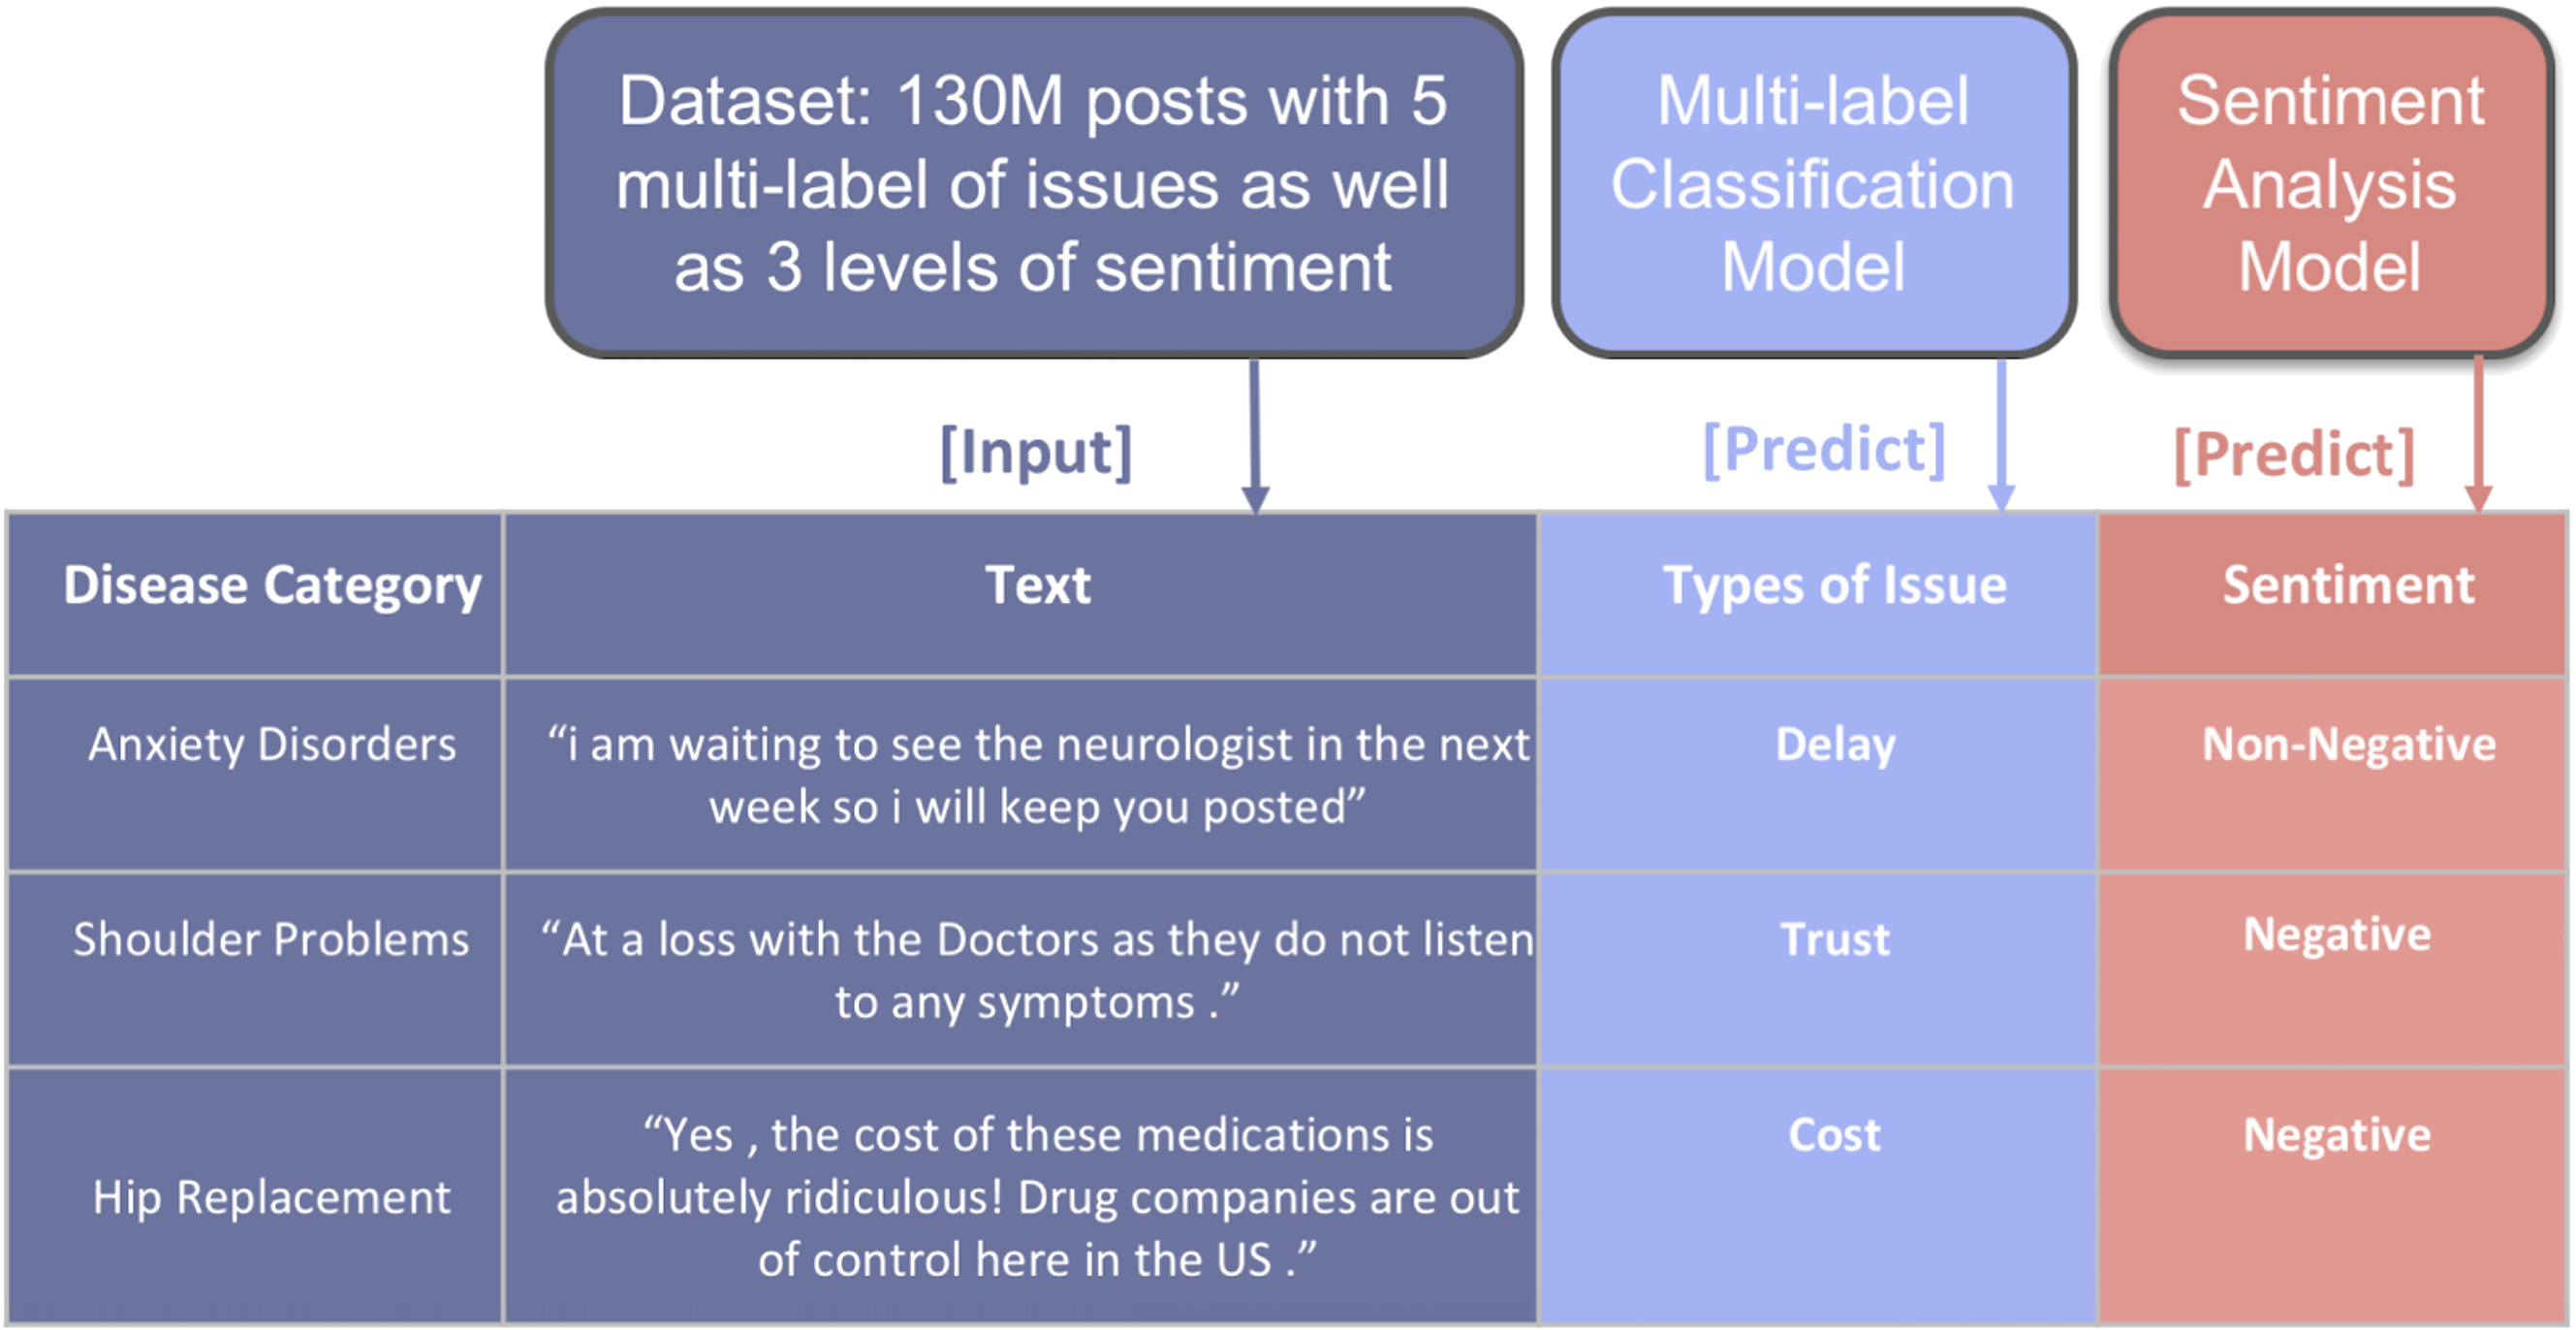 Dataset: 130M posts with 5
multi-label of issues as well
as 3 levels of sentiment
Multi-label
Classification
Model
Sentiment
Analysis
Model
[Input]
[Predict]
[Predict]
Disease Category
Text
Types of Issue
Sentiment
Anxiety Disorders
“i am waiting to see the neurologist in the next
week so i will keep you posted”
Delay
Non-Negative
Shoulder Problems
“At a loss with the Doctors as they do not listen
to any symptoms .”
Trust
Negative
Hip Replacement
“Yes , the cost of these medications is
absolutely ridiculous! Drug companies are out
of control here in the US .”
Cost
Negative